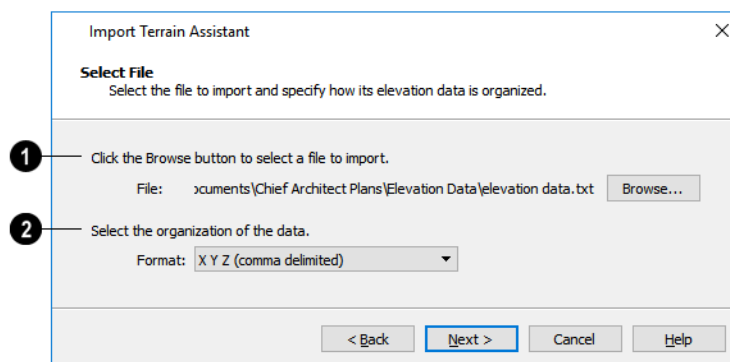 Import Terrain Assistant
Select File
Select the file to import and specify how its elevation data is organized.
1 Click the Browse button to select a file to import.
File: ocuments\Chief Architect Plans\Elevation Data\elevation data.txt Browse...
2 Select the organization of the data.
Format: X Y Z (comma delimited)
< Back Next > Cancel Help